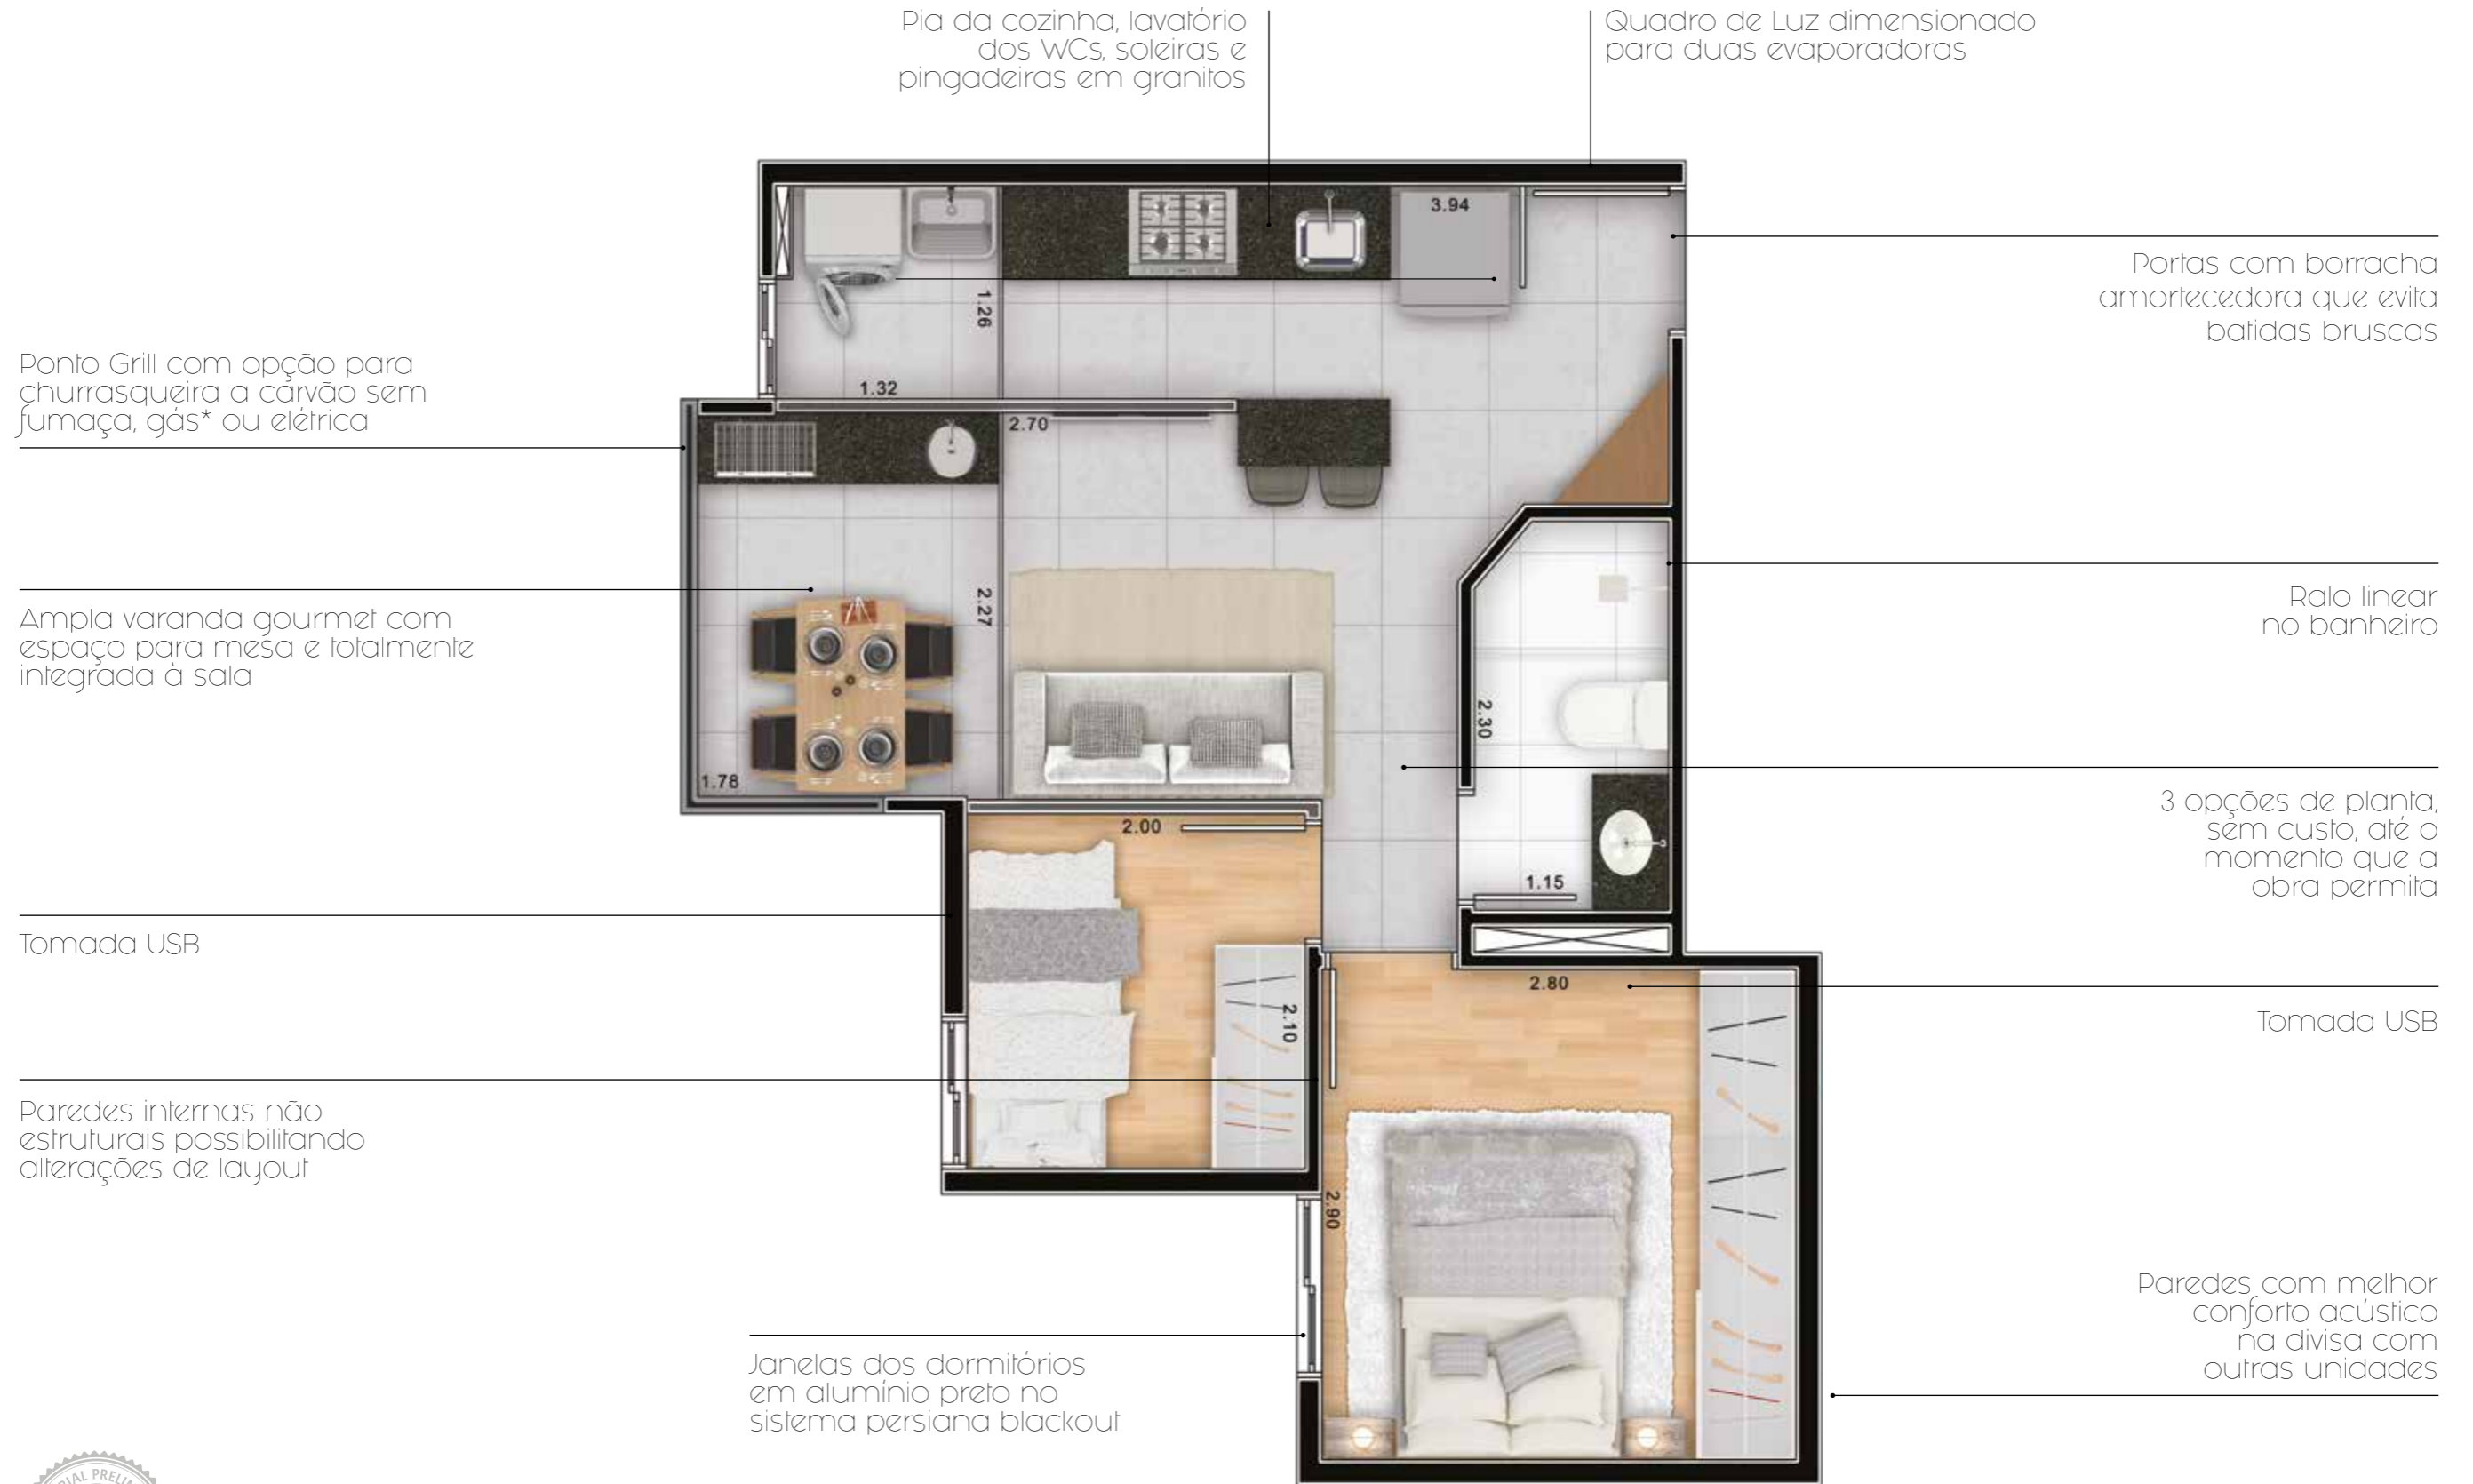 Pia da cozinha, lavatório
dos WCs, soleiras e
pingadeiras em granitos
Quadro de Luz dimensionado
para duas evaporadoras
3.94
Portas com borracha
amortecedora que evita
batidas bruscas
1.26
1.32
Ponto Grill com opção para
churrasqueira a carvão sem
fumaça, gás* ou elétrica
2.70
Ampla varanda gourmet com
espaço para mesa e totalmente
integrada à sala
2.27
1.78
Ralo linear
no banheiro
2.30
1.15
3 opções de planta,
sem custo, até o
momento que a
obra permita
2.00
Tomada USB
2.10
2.80
Tomada USB
Paredes internas não
estruturais possibilitando
alterações de layout
2.90
Janelas dos dormitórios
em alumínio preto no
sistema persiana blackout
Paredes com melhor
conforto acústico
na divisa com
outras unidades